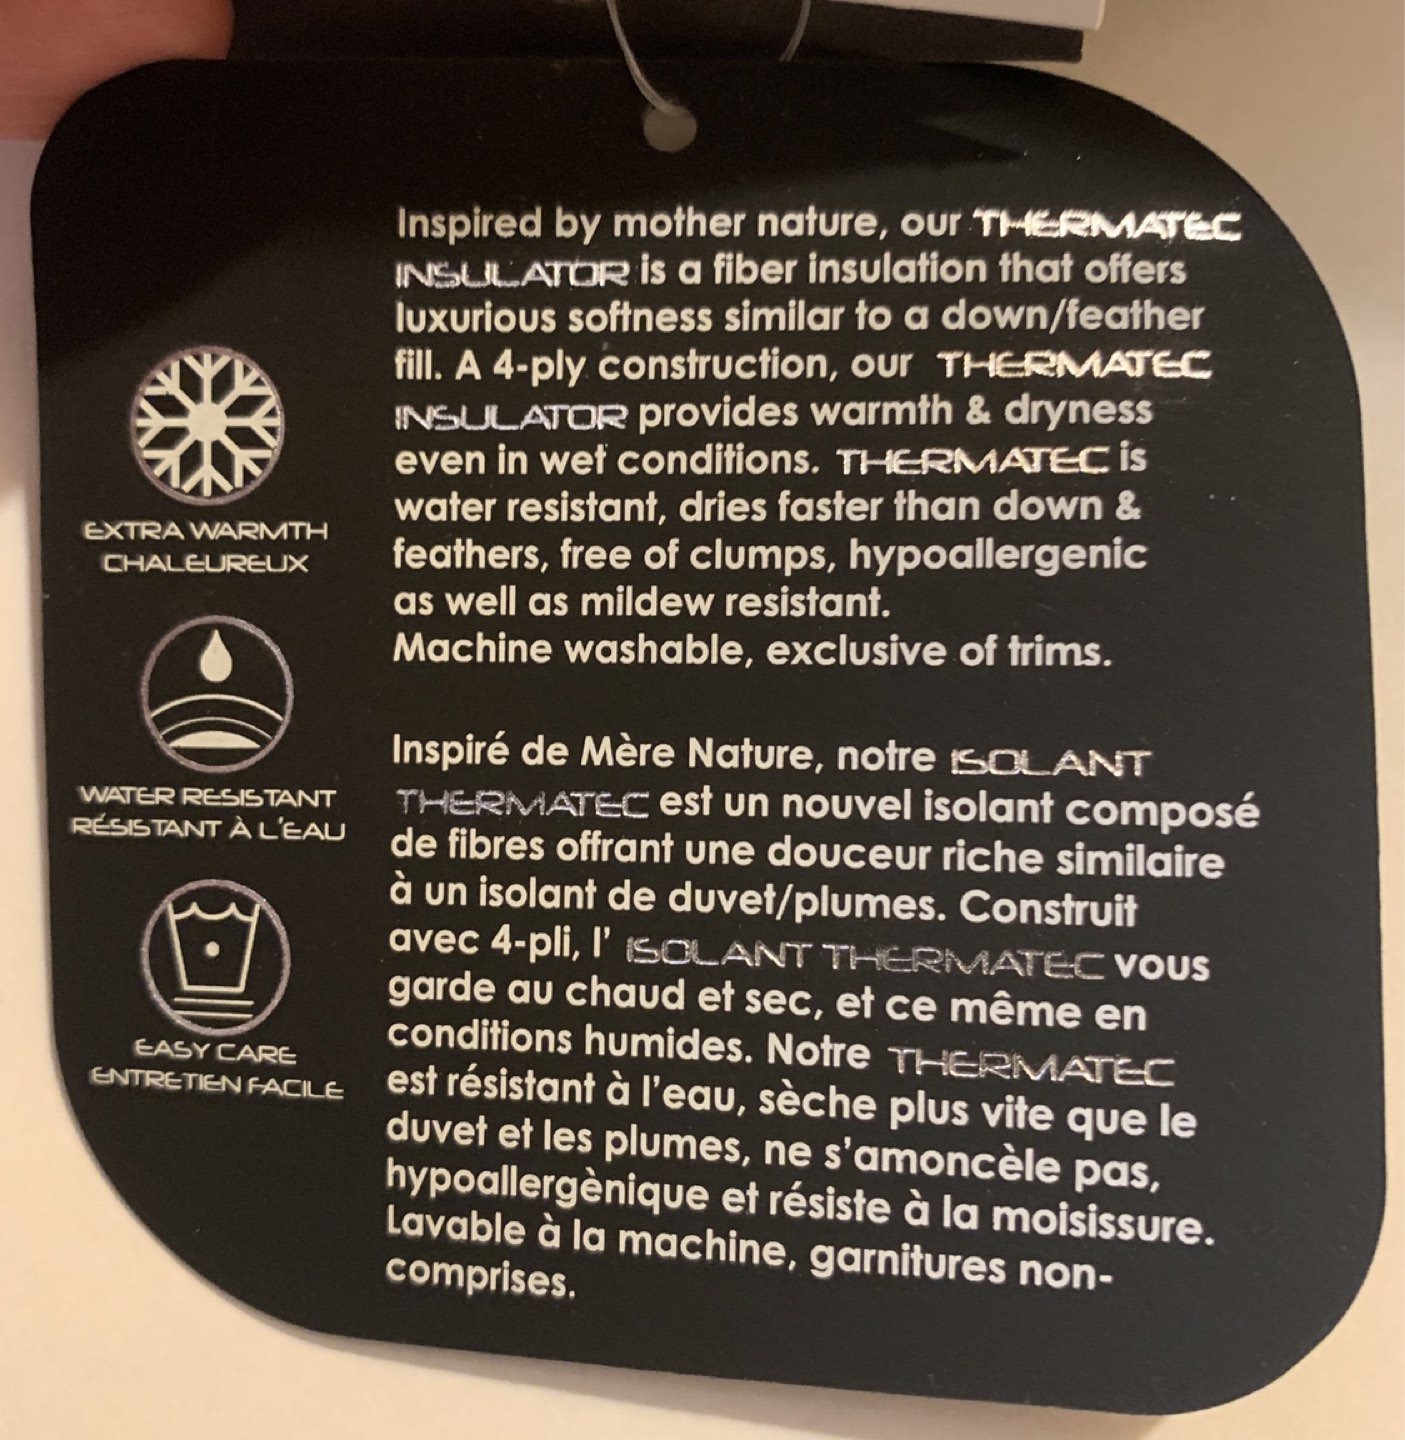 Inspired by mother nature, our THERMATEC
INSULATOR is a fiber insulation that offers
luxurious softness similar to a down/feather
fill. A 4-ply construction, our THERMATEC
INSULATOR provides warmth & dryness
even in wet conditions. THERMATEC is
water resistant, dries faster than down &
feathers, free of clumps, hypoallergenic
as well as mildew resistant.
Machine washable, exclusive of trims.
Inspiré de Mère Nature, notre ISOLANT
THERMATEC est un nouvel isolant composé
de fibres offrant une douceur riche similaire
à un isolant de duvet/plumes. Construit
avec 4-pli, l' ISOLANT THERMATEC vous
garde au chaud et sec, et ce même en
conditions humides. Notre THERMATEC
est résistant à l'eau, sèche plus vite que le
duvet et les plumes, ne s'amoncèle pas,
hypoallergènique et résiste à la moisissure.
Lavable à la machine, garnitures non-
comprises.
EXTRA WARMTH
CHALEUREUX
WATER RESISTANT
RÉSISTANT À L'EAU
EASY CARE
ENTRETIEN FACILE